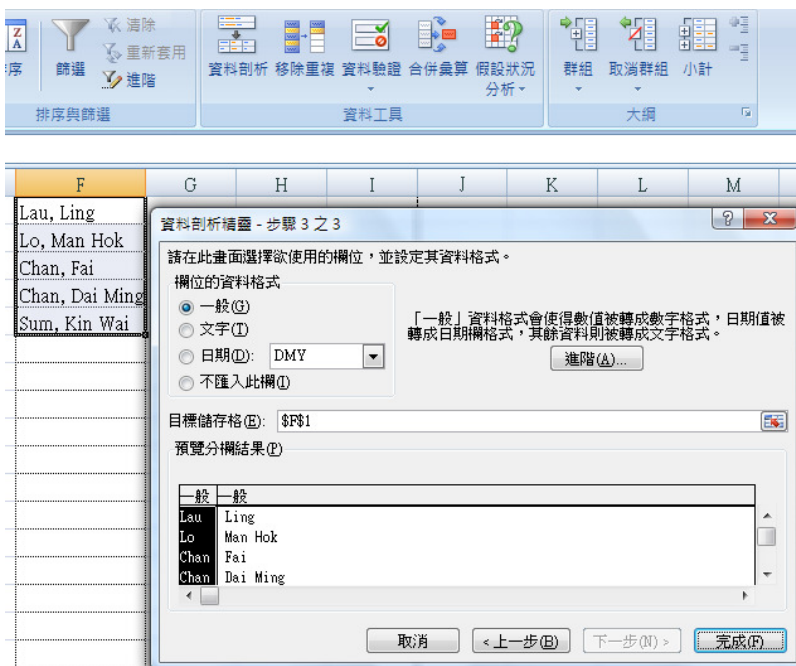 Z
A
序
篩選
清除
重新套用
進階
資料剖析 移除重複 資料驗證 合併彙算 假設狀況
分析
群組 取消群組 小計
排序與篩選 資料工具 大綱
F G H I J K L M
Lau, Ling
Lo, Man Hok
Chan, Fai
Chan, Dai Ming
Sum, Kin Wai
資料剖析精靈 - 步驟 3 之 3
請在此畫面選擇欲使用的欄位，並設定其資料格式。
欄位的資料格式
一般(G)
文字(T)
日期(D): DMY
不匯入此欄(I)
「一般」資料格式會使得數值被轉成數字格式，日期值被
轉成日期欄格式，其餘資料則被轉成文字格式。
進階(A)...
目標儲存格(E): $F$1
預覽分欄結果(P)
一般 一般
Lau Ling
Lo Man Hok
Chan Fai
Chan Dai Ming
取消 <上一步(B) 下一步(N) > 完成(F)